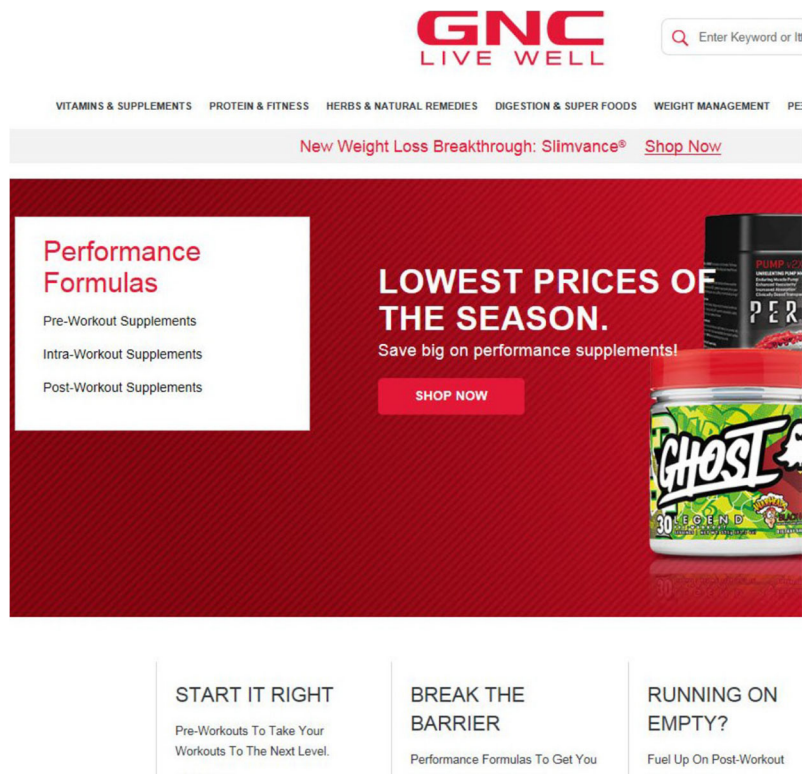 GNC
LIVE WELL
Enter Keyword or
VITAMINS & SUPPLEMENTS PROTEIN & FITNESS HERBS & NATURAL REMEDIES DIGESTION & SUPER FOODS WEIGHT MANAGEMENT
New Weight Loss Breakthrough: Slimvance® Shop Now
Performance
Formulas
Pre-Workout Supplements
Intra-Workout Supplements
Post-Workout Supplements
LOWEST PRICES OF
THE SEASON.
Save big on performance supplements!
SHOP NOW
PUMP
PER
GHOST
30 LEGEND
START IT RIGHT
Pre-Workouts To Take Your
Workouts To The Next Level.
BREAK THE
BARRIER
Performance Formulas To Get You
RUNNING ON
EMPTY?
Fuel Up On Post-Workout